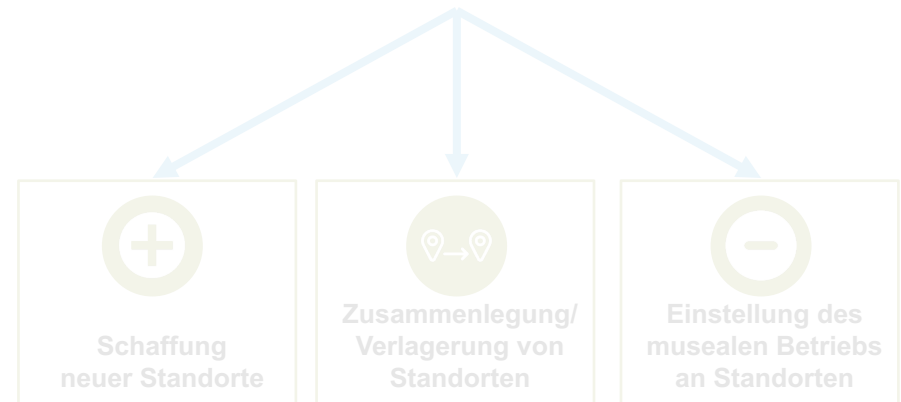 Schaffung
neuer Standorte
Zusammenlegung/
Verlagerung von
Standorten
Einstellung des
musealen Betriebs
an Standorten